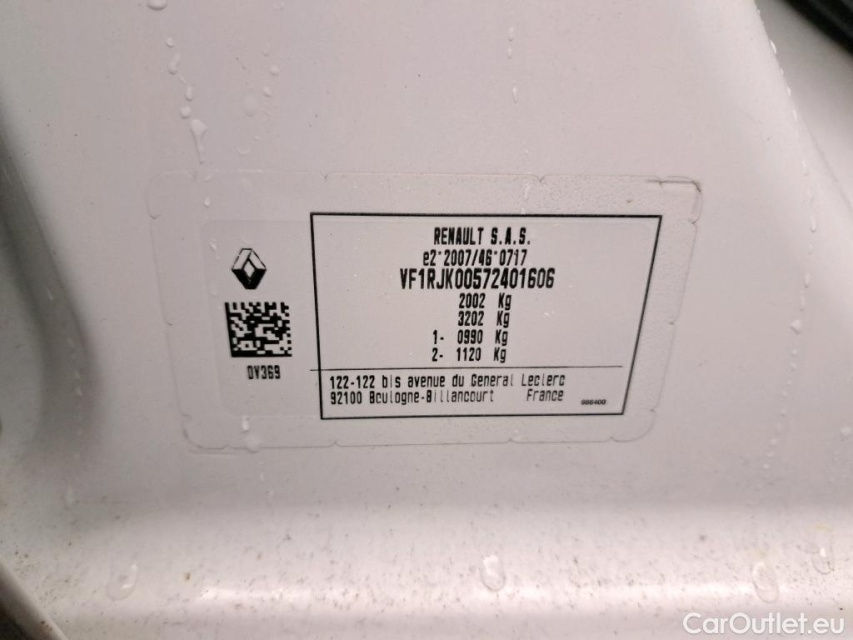 RENAULT S.A.S.
e2*2007/46*0717
VF1RJK00572401606
2002 Kg
3202 Kg
1- 0990 Kg
2- 1120 Kg
DV369
122-122 bis avenue du General Leclerc
92100 Boulogne-Billancourt France
CarOutlet.eu